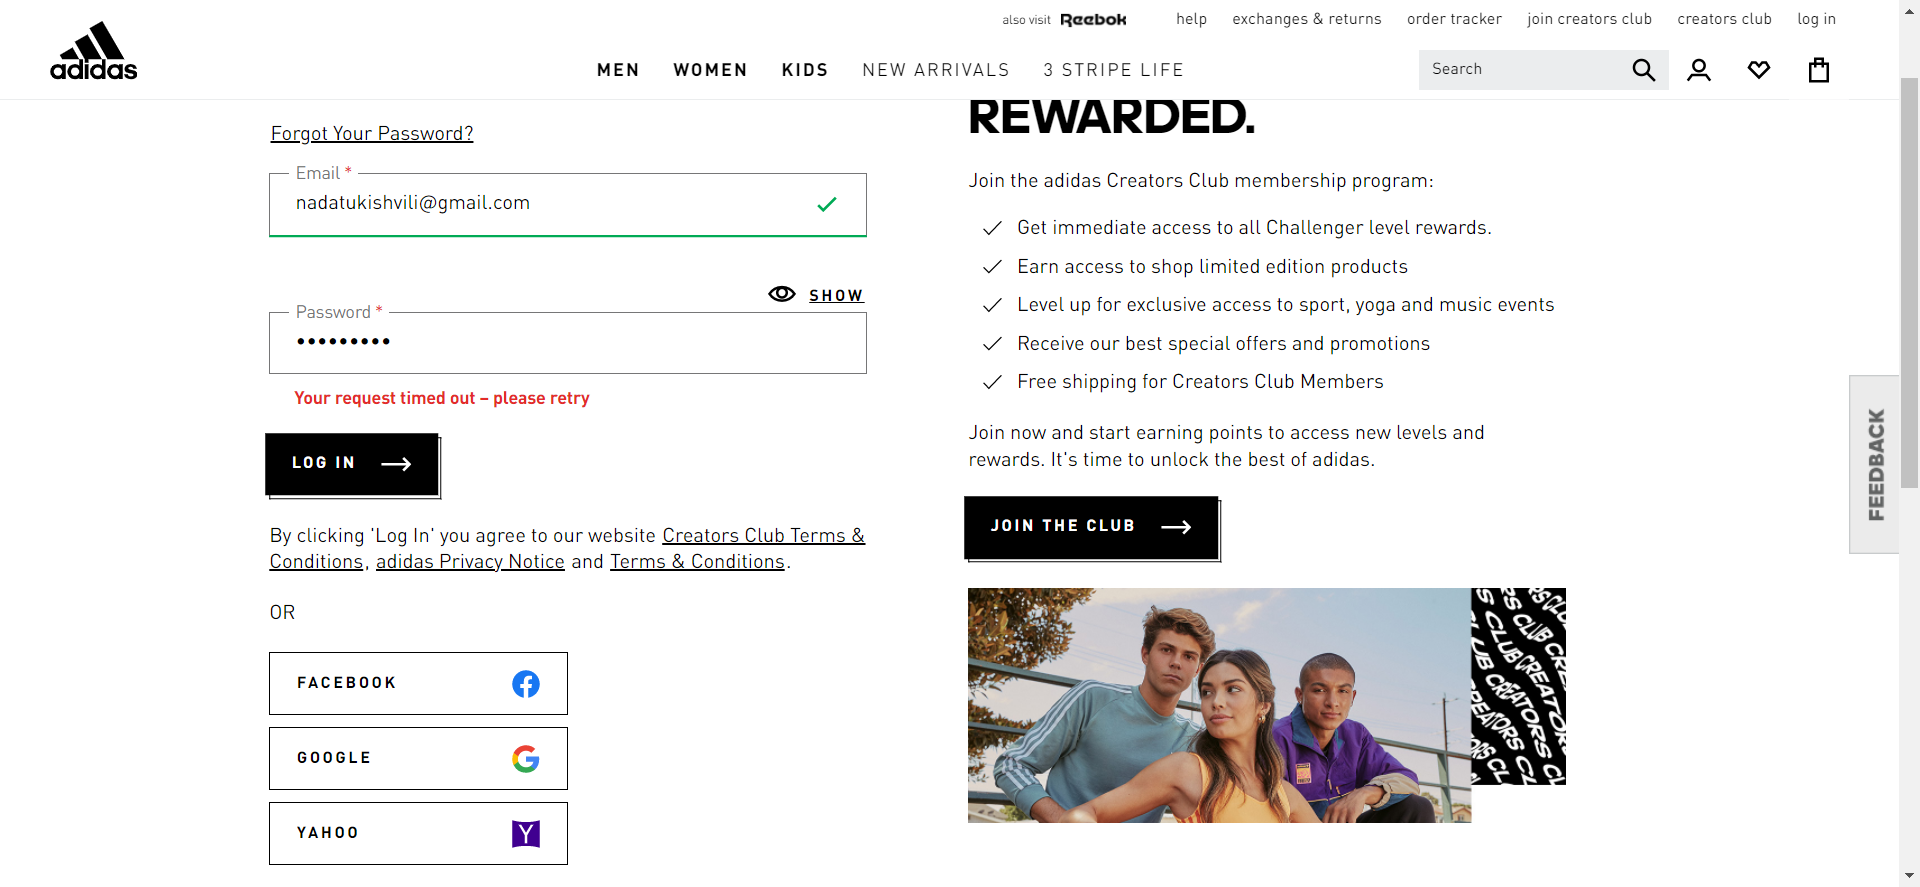 also visit Reebok help exchanges & returns order tracker join creators club creators club log in
adidas
MEN WOMEN KIDS NEW ARRIVALS 3 STRIPE LIFE
Search
Forgot Your Password?
Email *
nadatukishvili@gmail.com
SHOW
Password *
•••••••••
Your request timed out – please retry
LOG IN
By clicking 'Log In' you agree to our website Creators Club Terms &
Conditions, adidas Privacy Notice and Terms & Conditions.
OR
FACEBOOK
GOOGLE
YAHOO
REWARDED.
Join the adidas Creators Club membership program:
Get immediate access to all Challenger level rewards.
Earn access to shop limited edition products
Level up for exclusive access to sport, yoga and music events
Receive our best special offers and promotions
Free shipping for Creators Club Members
Join now and start earning points to access new levels and
rewards. It's time to unlock the best of adidas.
JOIN THE CLUB
FEEDBACK